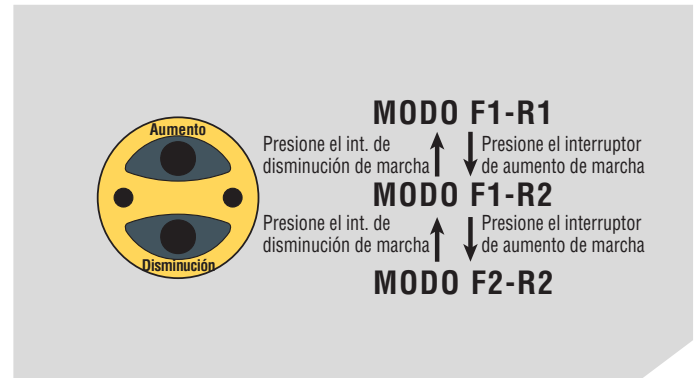 Aumento
Disminución
MODO F1-R1
Presione el int. de
disminución de marcha
Presione el interruptor
de aumento de marcha
MODO F1-R2
Presione el int. de
disminución de marcha
Presione el interruptor
de aumento de marcha
MODO F2-R2